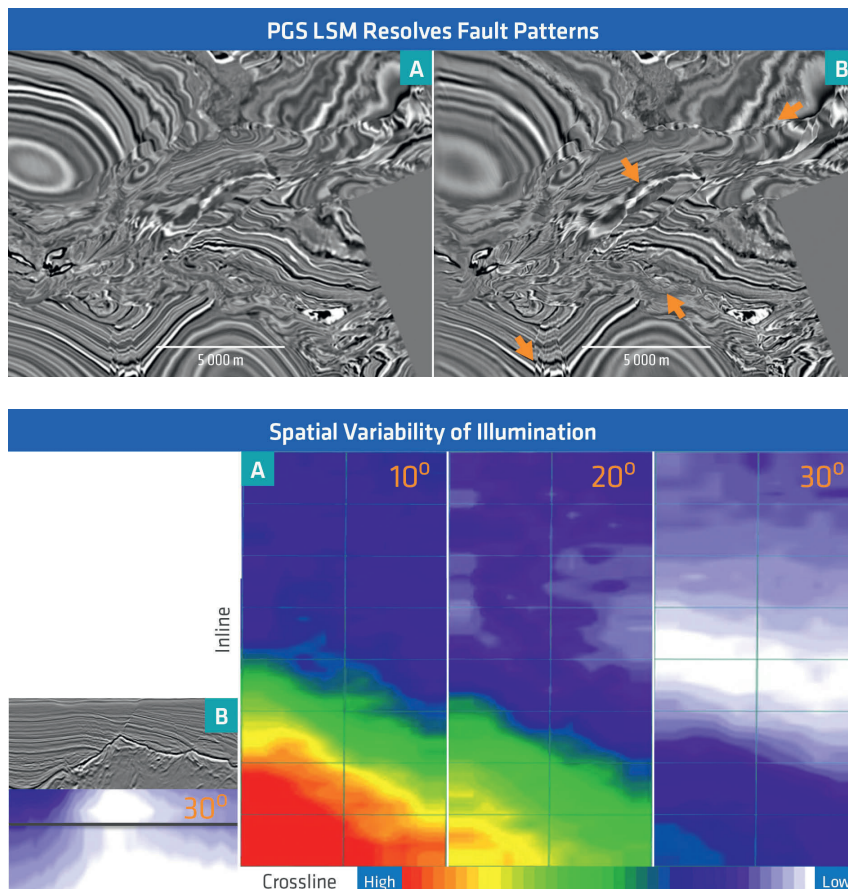 PGS LSM Resolves Fault Patterns
A
B
5 000 m
5 000 m
Spatial Variability of Illumination
A
10⁰
20⁰
30⁰
Inline
B
30⁰
Crossline
High
Low